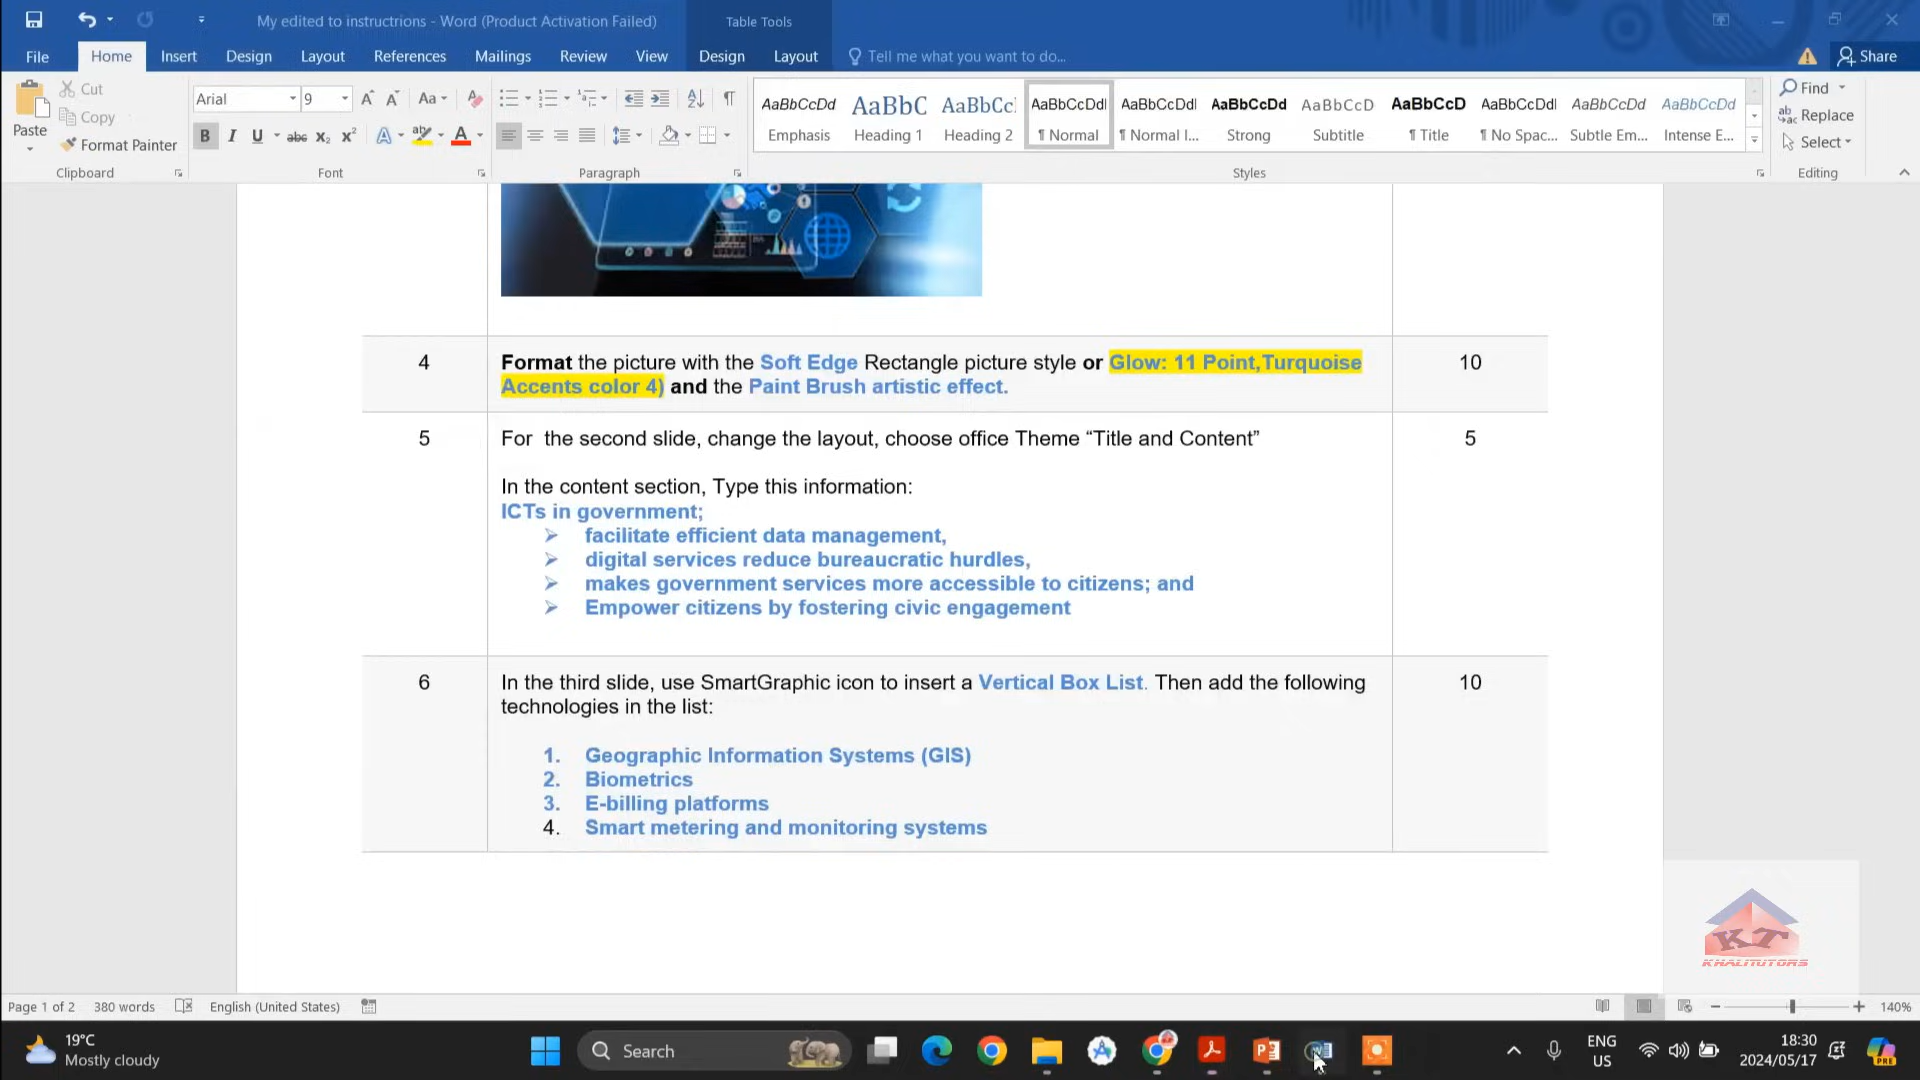 My edited to instructrions - Word (Product Activation Failed)
Table Tools
File
Home
Insert
Design
Layout
References
Mailings
Review
View
Design
Layout
Tell me what you want to do...
Share
Paste
Cut
Copy
Format Painter
Clipboard
Arial
9
Aa
Font
Paragraph
AaBbCcDd
Emphasis
AaBbC
Heading 1
AaBbCc
Heading 2
AaBbCcDdI
¶ Normal
AaBbCcDdI
¶ Normal I...
AaBbCcDd
Strong
AaBbCcD
Subtitle
AaBbCcD
¶ Title
AaBbCcDdI
¶ No Spac...
AaBbCcDd
Subtle Em...
AaBbCcDd
Intense E...
Styles
Find
Replace
Select
Editing
4
Format the picture with the Soft Edge Rectangle picture style or Glow: 11 Point,Turquoise
Accents color 4) and the Paint Brush artistic effect.
10
5
For  the second slide, change the layout, choose office Theme “Title and Content”
5
In the content section, Type this information:
ICTs in government;
➢ facilitate efficient data management,
➢ digital services reduce bureaucratic hurdles,
➢ makes government services more accessible to citizens; and
➢ Empower citizens by fostering civic engagement
6
In the third slide, use SmartGraphic icon to insert a Vertical Box List. Then add the following
technologies in the list:
10
1. Geographic Information Systems (GIS)
2. Biometrics
3. E-billing platforms
4. Smart metering and monitoring systems
KT
KHALITUTORS
Page 1 of 2
380 words
English (United States)
140%
19°C
Mostly cloudy
Search
ENG
US
18:30
2024/05/17
PRE